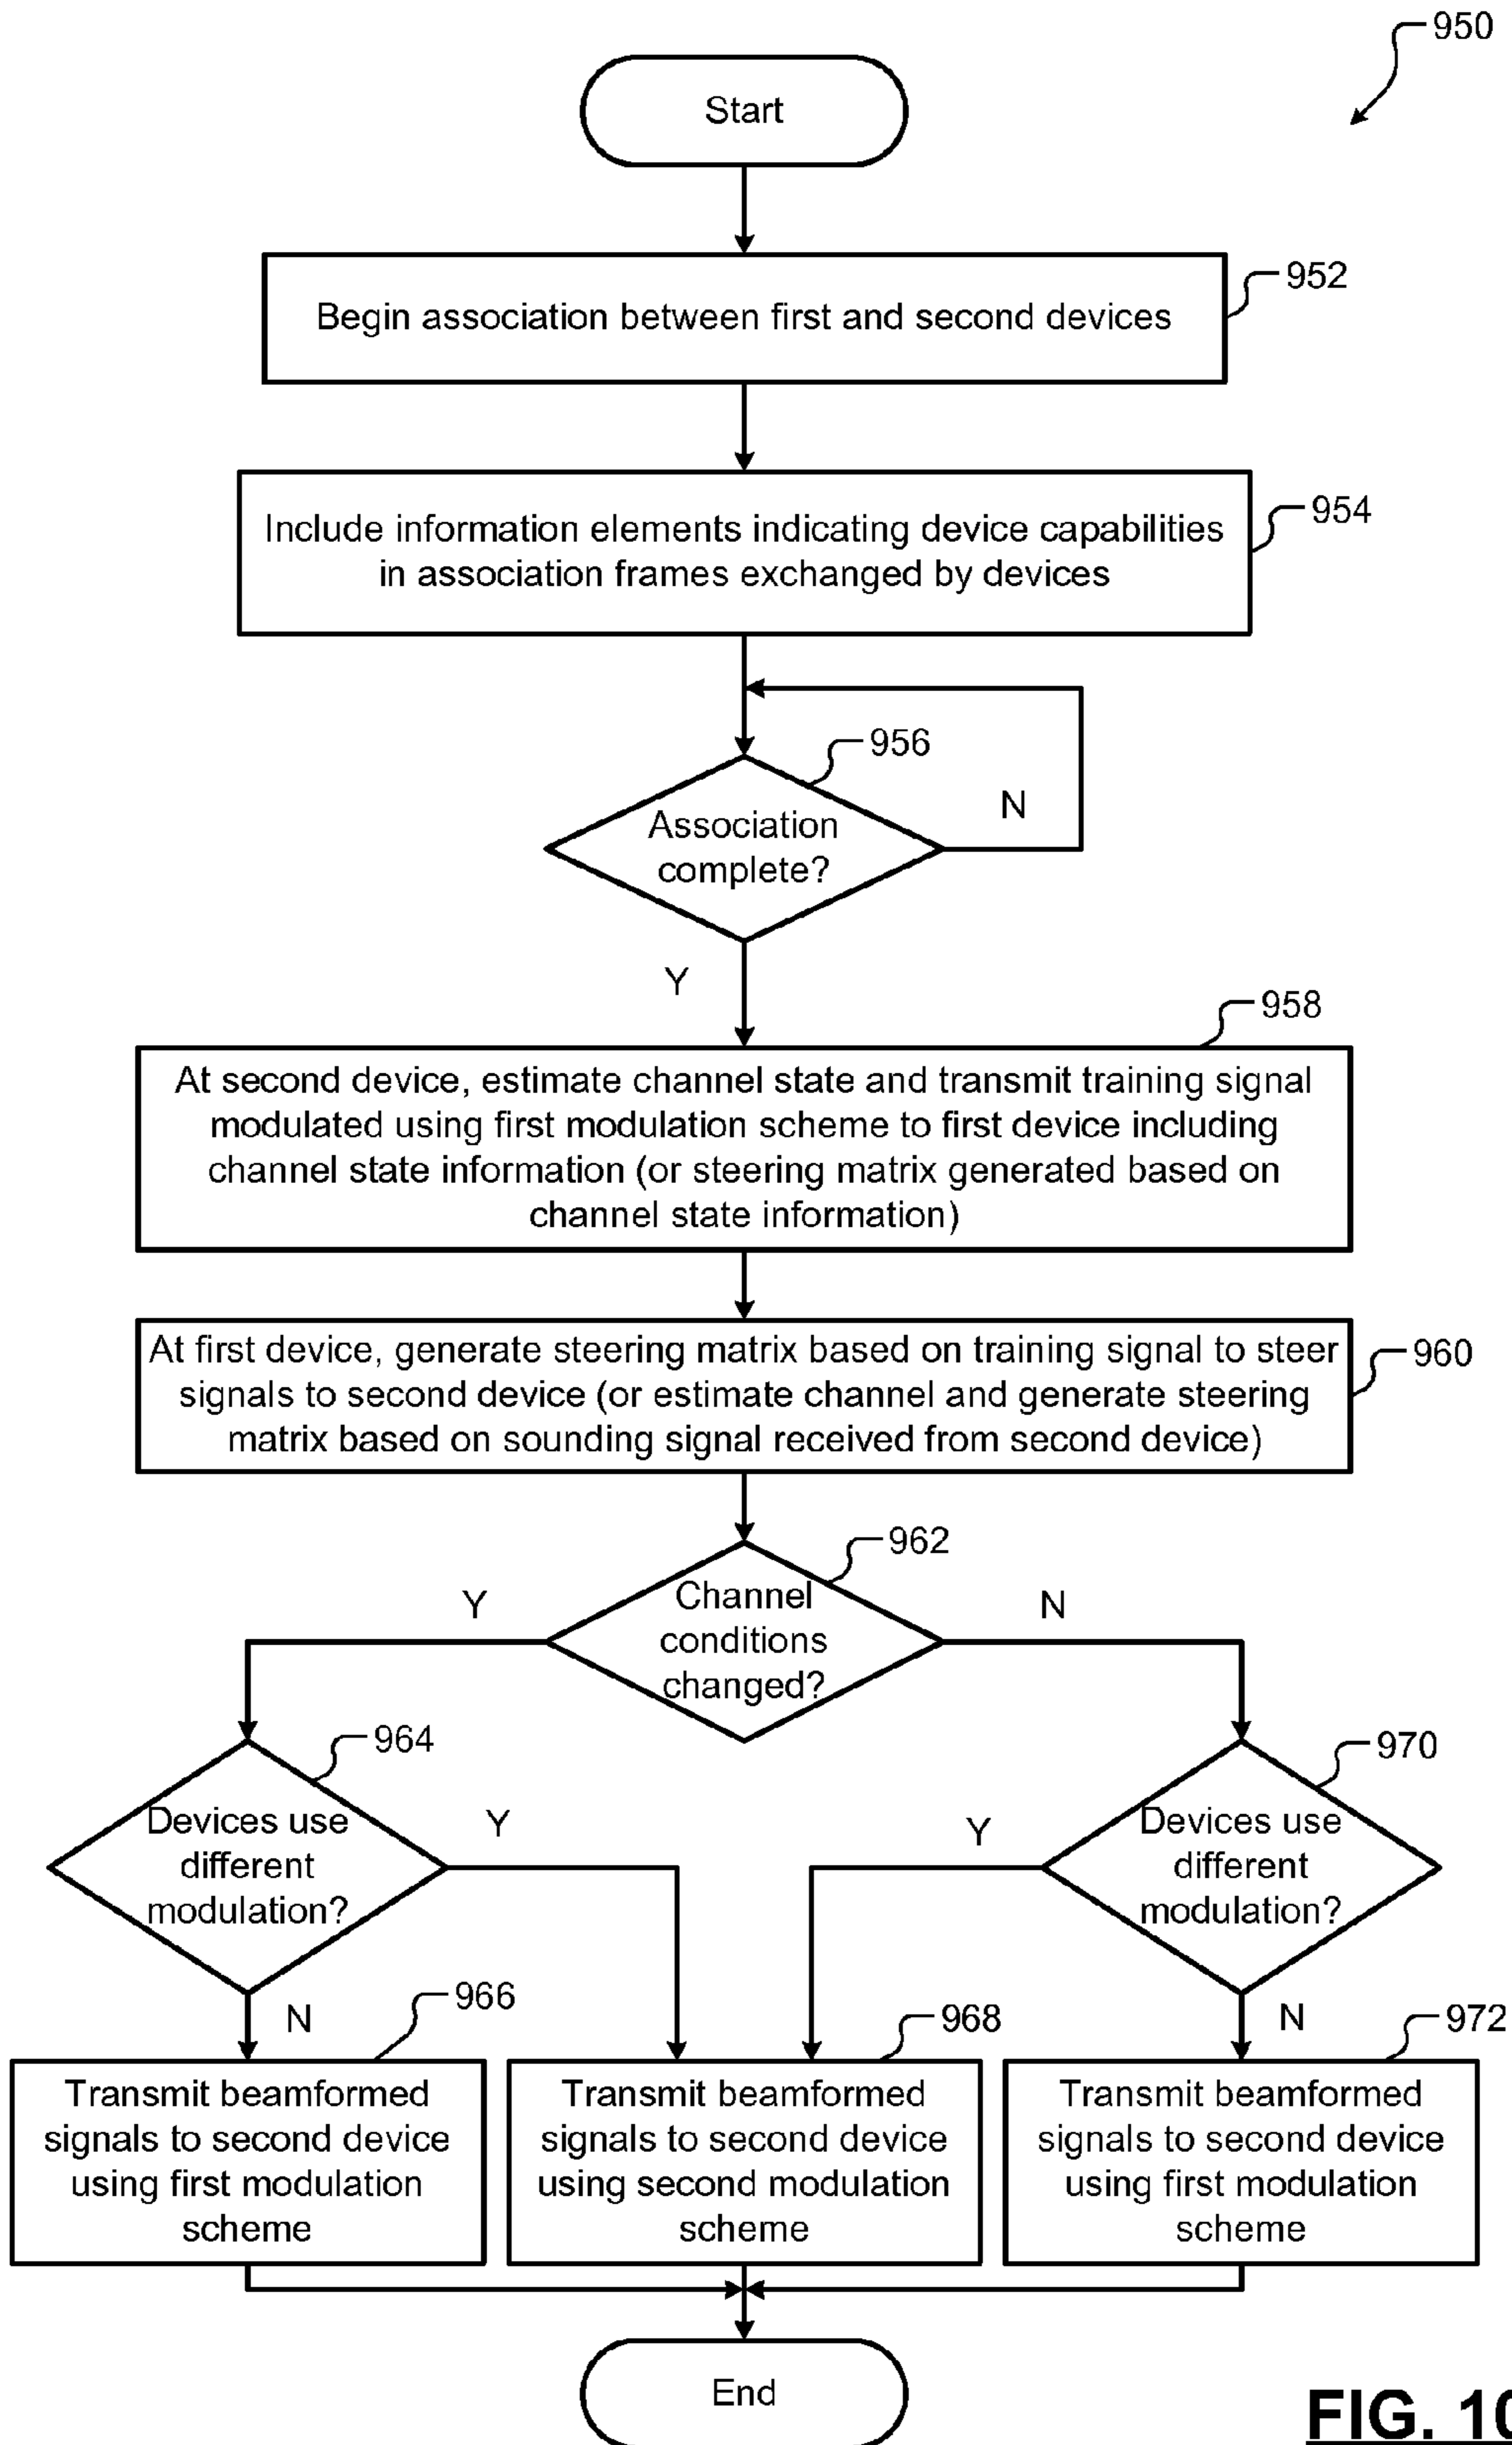 950
Start
952
Begin association between first and second devices
954
Include information elements indicating device capabilities
in association frames exchanged by devices
956
Association
complete?
N
Y
958
At second device, estimate channel state and transmit training signal
modulated using first modulation scheme to first device including
channel state information (or steering matrix generated based on
channel state information)
960
At first device, generate steering matrix based on training signal to steer
signals to second device (or estimate channel and generate steering
matrix based on sounding signal received from second device)
962
Channel
conditions
changed?
Y
N
964
Devices use
different
modulation?
Y
N
970
Devices use
different
modulation?
Y
N
966
Transmit beamformed
signals to second device
using first modulation
scheme
968
Transmit beamformed
signals to second device
using second modulation
scheme
972
Transmit beamformed
signals to second device
using first modulation
scheme
End
FIG. 10